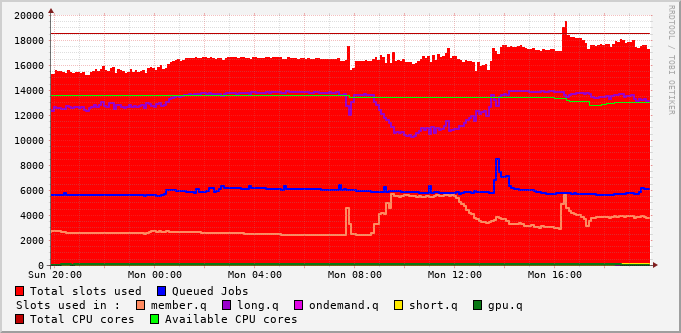 20000
18000
16000
14000
12000
10000
8000
6000
4000
2000
0
Sun 20:00 Mon 00:00 Mon 04:00 Mon 08:00 Mon 12:00 Mon 16:00
Total slots used Queued Jobs
Slots used in : member.q long.q ondemand.q short.q gpu.q
Total CPU cores Available CPU cores
RRDTOOL / TOBI OETIKER